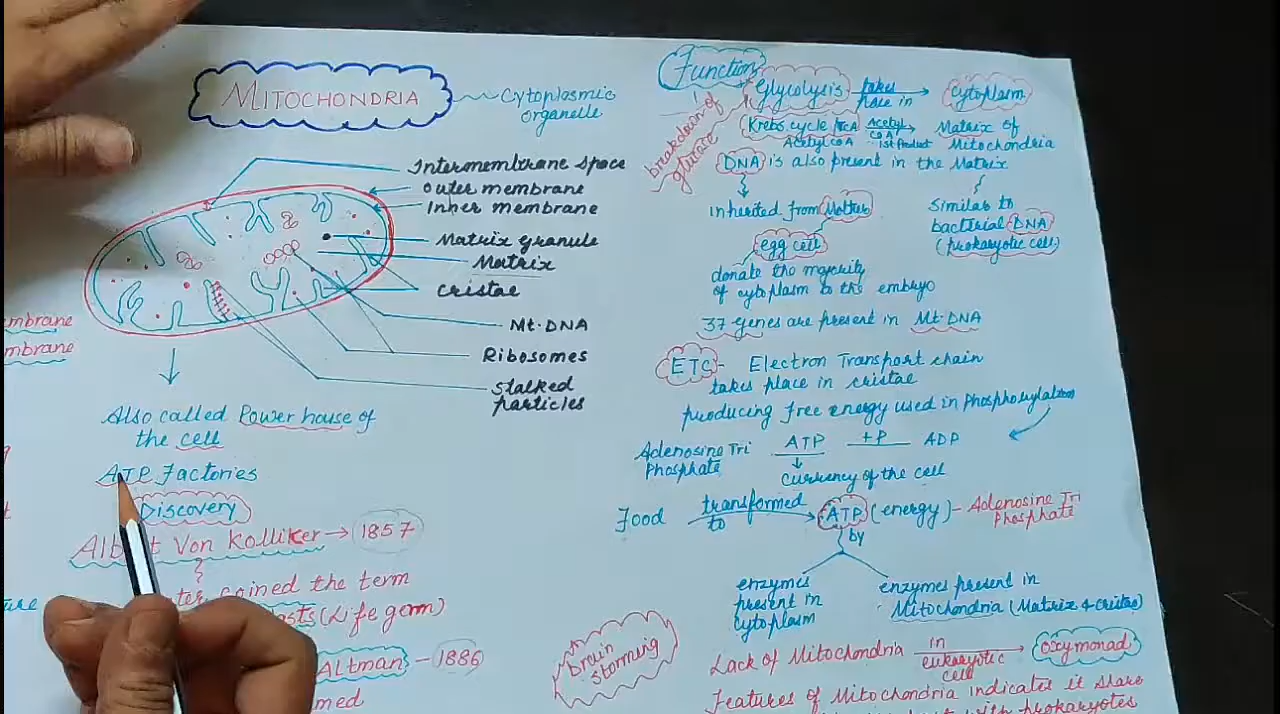 MITOCHONDRIA
Cytoplasmic
organelle
Intermembrane space
Outer membrane
Inner membrane
Matrix granule
Matrix
cristae
Mt.DNA
Ribosomes
Stalked
particles
Also called Power house of
the cell
ATP Factories
Discovery
Von Kolliker → 1857
coined the term
(Life germ)
Altman - 1886
Function
Glycolysis takes place in → cytoplasm
breakdown of
glucose
Krebs cycle / TCA Acetyl CoA → Matrix of
Acetyl CoA 1st Product Mitochondria
DNA is also present in the Matrix
inherited from Mother
egg cell
donate the majority
of cytoplasm to the embryo
Similar to
bacterial DNA
(prokaryotic cell)
37 genes are present in Mt.DNA
ETC - Electron Transport chain
takes place in cristae
producing free energy used in Phosphorylation
Adenosine Tri
Phosphate
ATP +P ADP
currency of the cell
Food transformed to → ATP (energy) - Adenosine Tri
Phosphate
by
enzymes
present in
cytoplasm
enzymes present in
Mitochondria (Matrix & cristae)
brain
storming
Lack of Mitochondria in eukaryotic cell → Oxymonad
Features of Mitochondria indicates it share
with prokaryotes